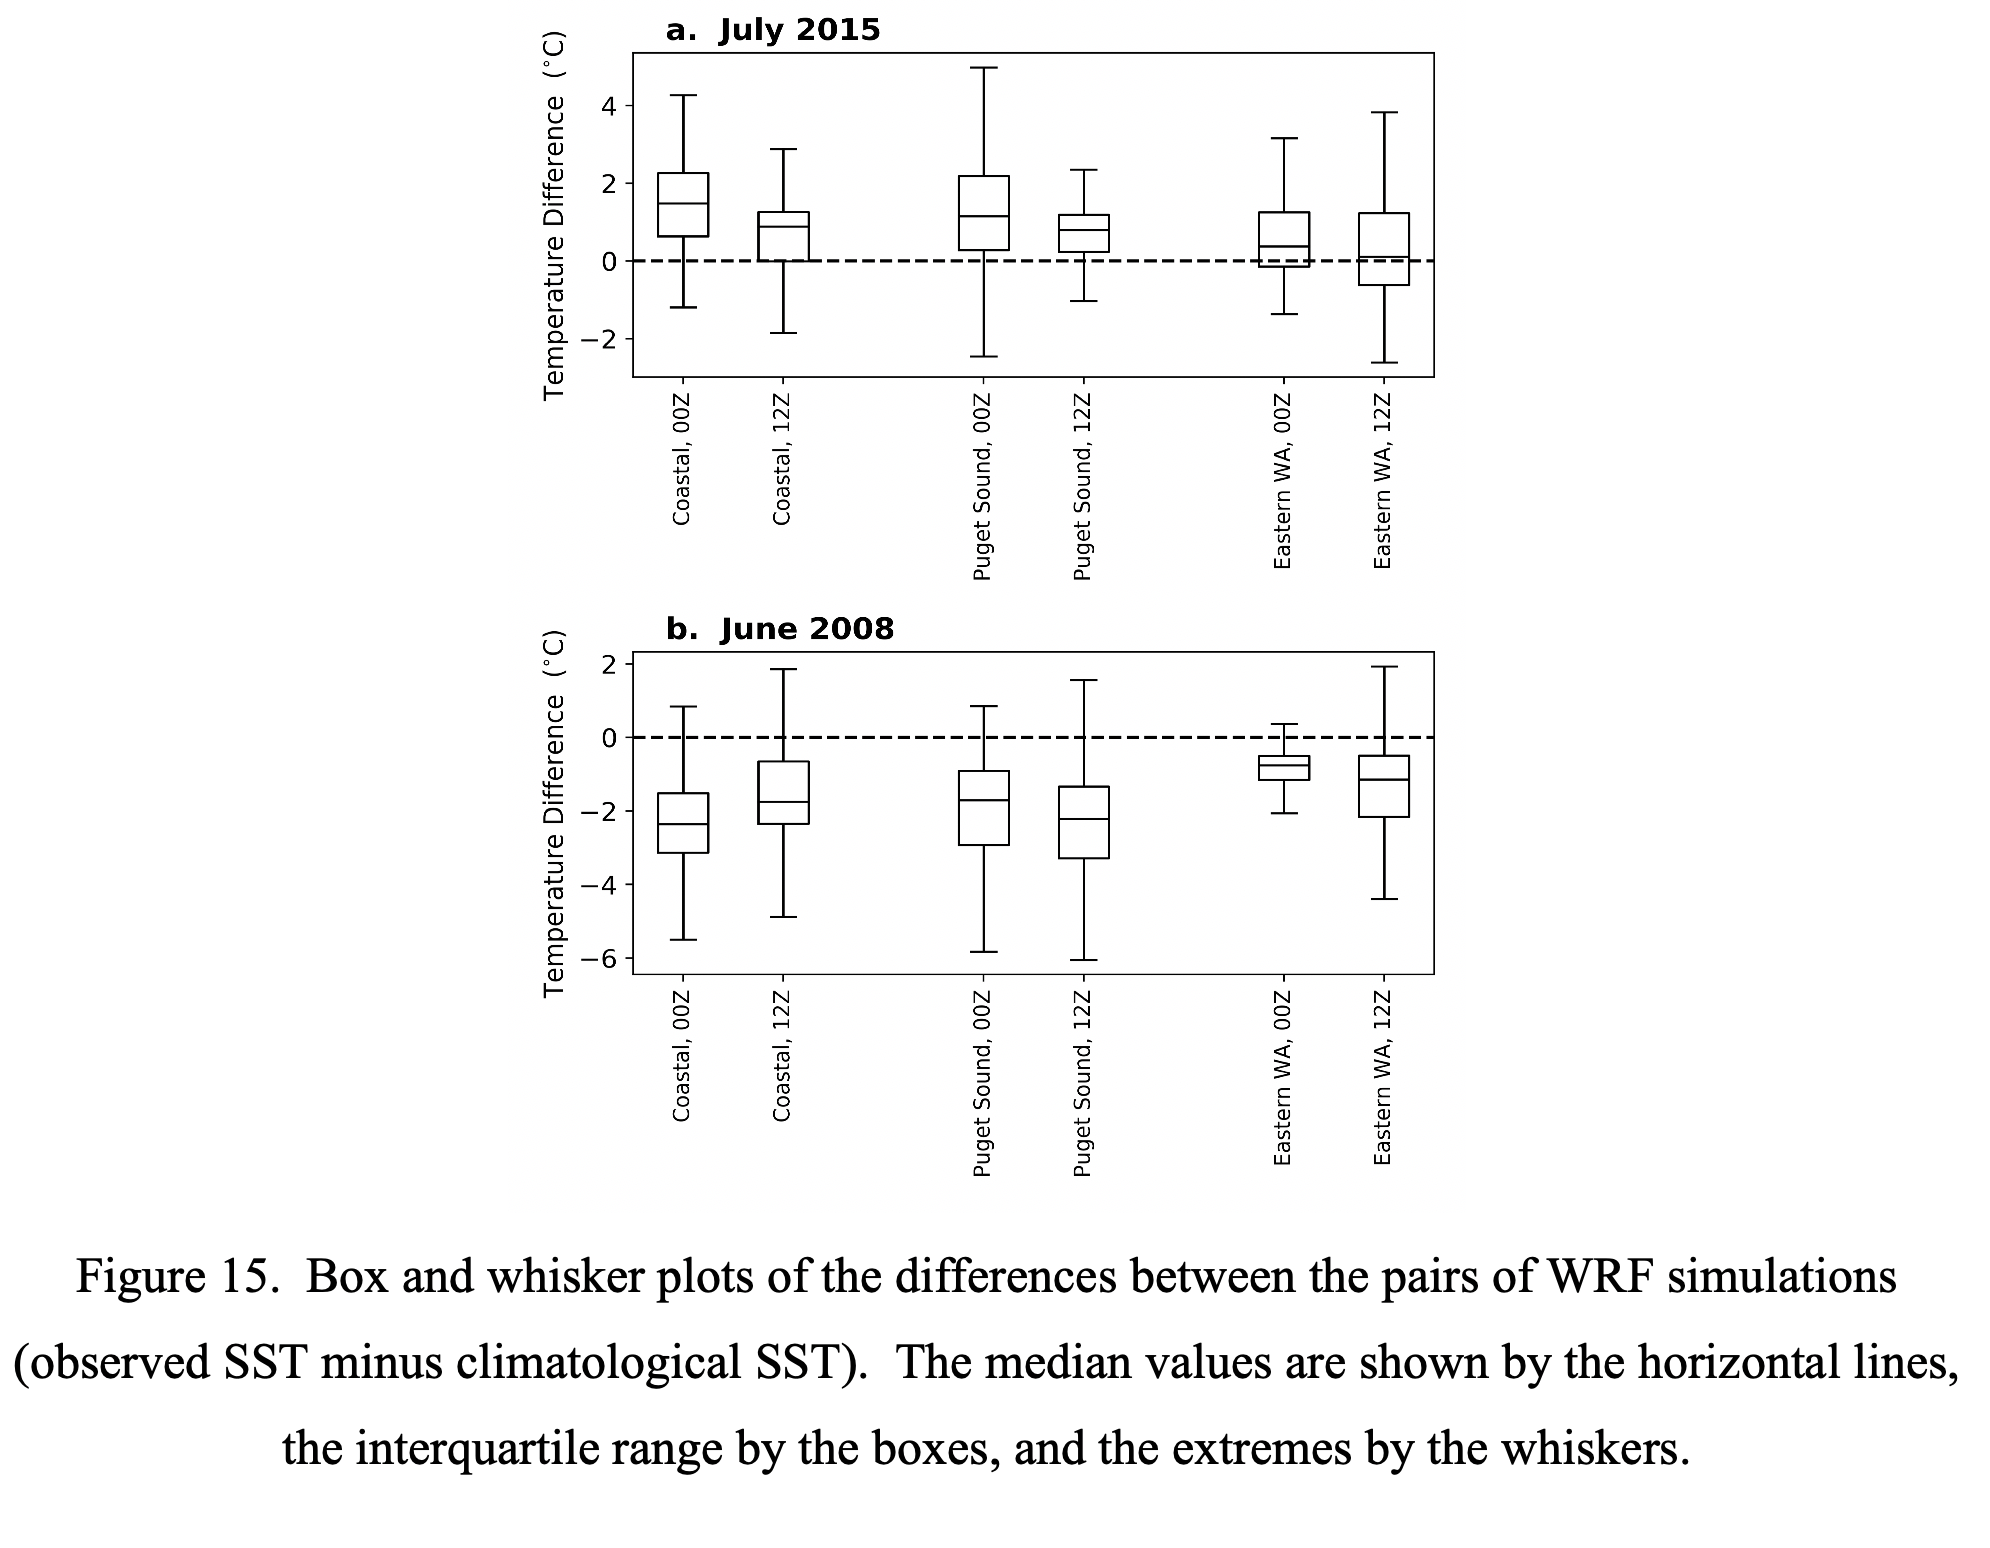 a. July 2015
Temperature Difference (°C)
4
2
0
−2
Coastal, 00Z
Coastal, 12Z
Puget Sound, 00Z
Puget Sound, 12Z
Eastern WA, 00Z
Eastern WA, 12Z
b. June 2008
Temperature Difference (°C)
2
0
−2
−4
−6
Coastal, 00Z
Coastal, 12Z
Puget Sound, 00Z
Puget Sound, 12Z
Eastern WA, 00Z
Eastern WA, 12Z
Figure 15. Box and whisker plots of the differences between the pairs of WRF simulations
(observed SST minus climatological SST). The median values are shown by the horizontal lines,
the interquartile range by the boxes, and the extremes by the whiskers.